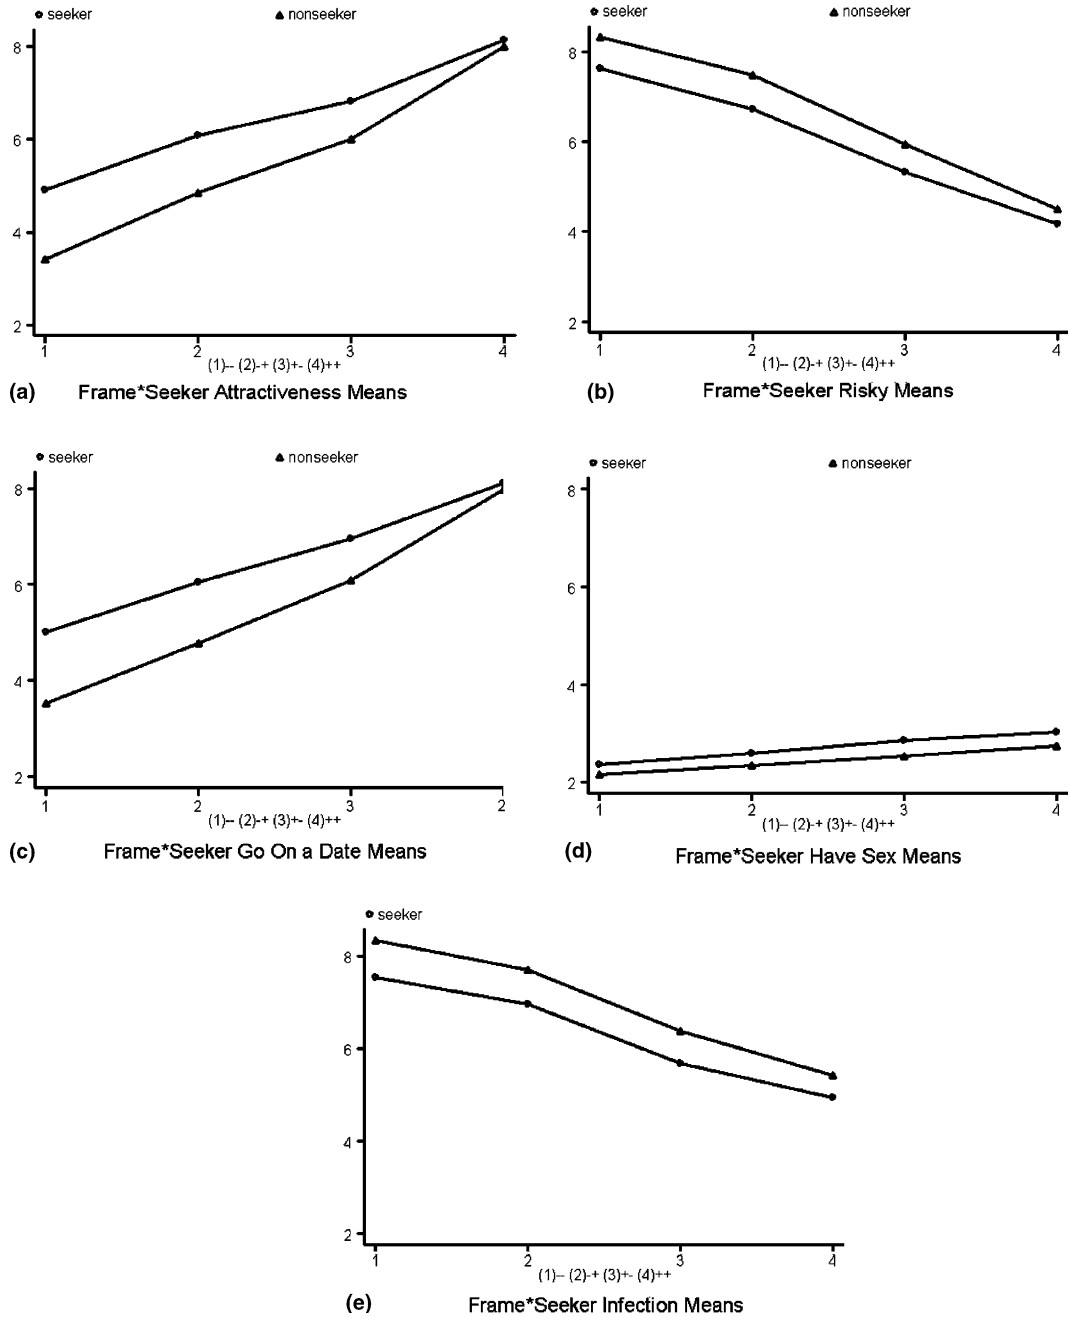 seeker nonseeker
8
6
4
2
1 2 3 4
(1)-- (2)-+ (3)+- (4)++
(a) Frame*Seeker Attractiveness Means
seeker nonseeker
8
6
4
2
1 2 3 4
(1)-- (2)-+ (3)+- (4)++
(b) Frame*Seeker Risky Means
seeker nonseeker
8
6
4
2
1 2 3 2
(1)-- (2)-+ (3)+- (4)++
(c) Frame*Seeker Go On a Date Means
seeker nonseeker
8
6
4
2
1 2 3 4
(1)-- (2)-+ (3)+- (4)++
(d) Frame*Seeker Have Sex Means
seeker
8
6
4
2
1 2 3 4
(1)-- (2)-+ (3)+- (4)++
(e) Frame*Seeker Infection Means